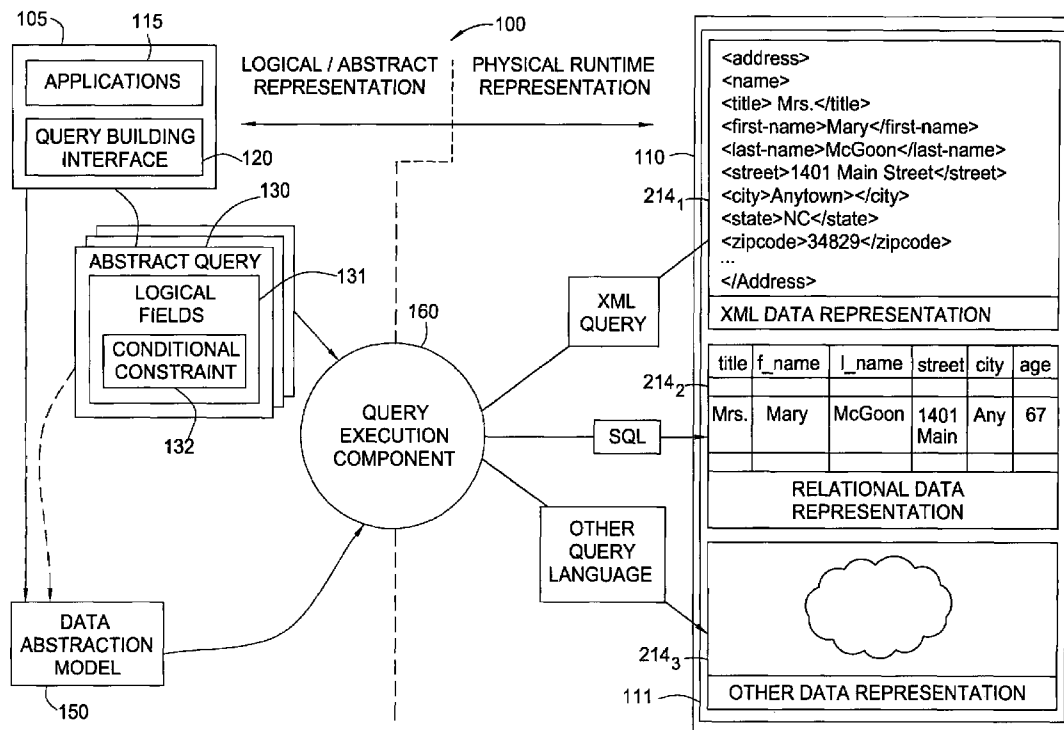 105
115
100
APPLICATIONS
QUERY BUILDING
INTERFACE
120
LOGICAL / ABSTRACT
REPRESENTATION
PHYSICAL RUNTIME
REPRESENTATION
130
ABSTRACT QUERY
131
LOGICAL
FIELDS
CONDITIONAL
CONSTRAINT
132
160
QUERY
EXECUTION
COMPONENT
DATA
ABSTRACTION
MODEL
150
XML
QUERY
SQL
OTHER
QUERY
LANGUAGE
110
214₁
<address>
<name>
<title> Mrs.</title>
<first-name>Mary</first-name>
<last-name>McGoon</last-name>
<street>1401 Main Street</street>
<city>Anytown></city>
<state>NC</state>
<zipcode>34829</zipcode>
...
</Address>
XML DATA REPRESENTATION
214₂
title f_name l_name street city age
Mrs. Mary McGoon 1401 Any 67
Main
RELATIONAL DATA
REPRESENTATION
214₃
111
OTHER DATA REPRESENTATION